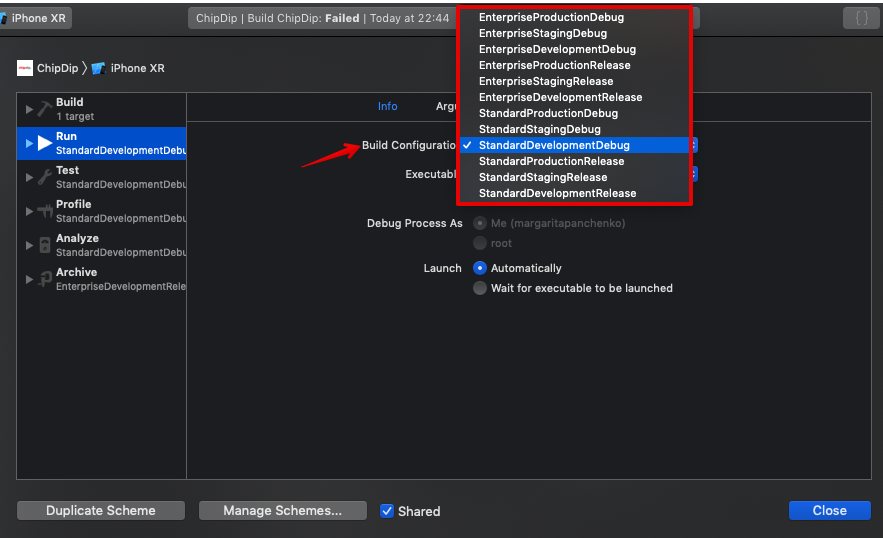 iPhone XR
ChipDip | Build ChipDip: Failed | Today at 22:44
{ }
ChipDip
iPhone XR
Build
1 target
Run
StandardDevelopmentDebu
Test
StandardDevelopmentDebu
Profile
StandardDevelopmentDebu
Analyze
StandardDevelopmentDebu
Archive
EnterpriseDevelopmentRele
Info
Argu
Build Configuratio
EnterpriseProductionDebug
EnterpriseStagingDebug
EnterpriseDevelopmentDebug
EnterpriseProductionRelease
EnterpriseStagingRelease
EnterpriseDevelopmentRelease
StandardProductionDebug
StandardStagingDebug
✓ StandardDevelopmentDebug
StandardProductionRelease
StandardStagingRelease
StandardDevelopmentRelease
Executabl
Debug Process As
Me (margaritapanchenko)
root
Launch
Automatically
Wait for executable to be launched
Duplicate Scheme
Manage Schemes...
Shared
Close